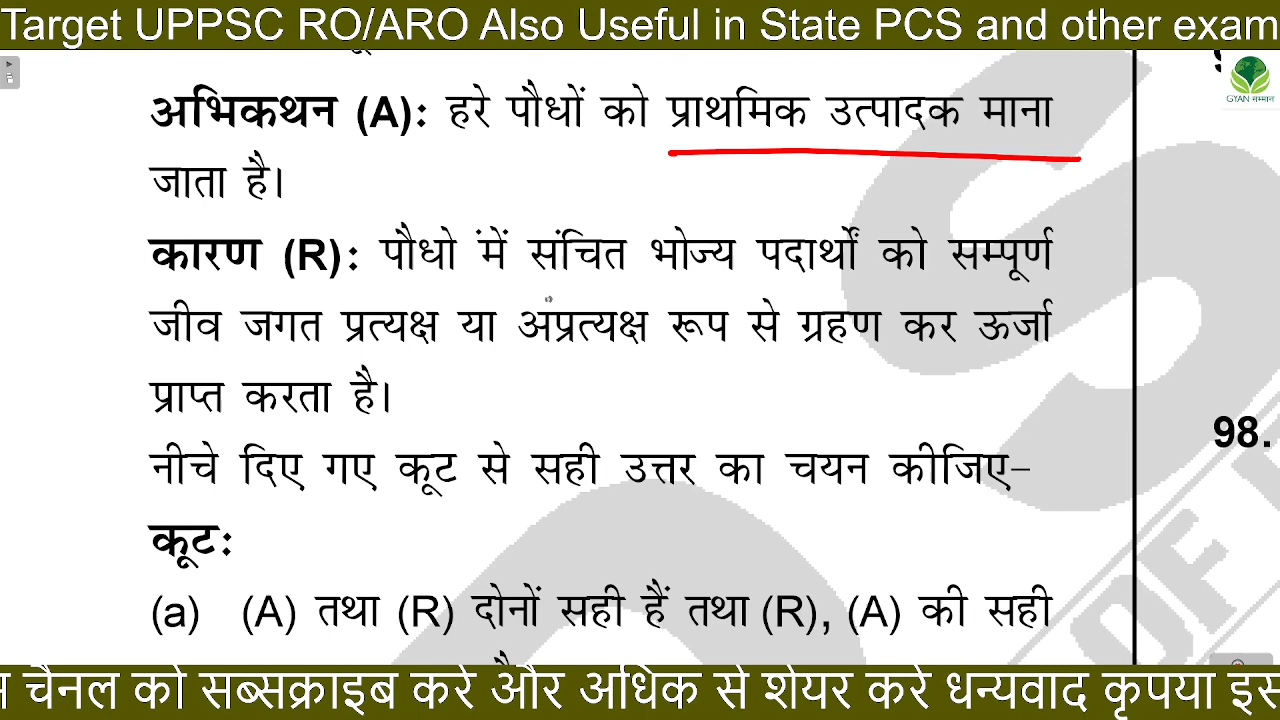 Target UPPSC RO/ARO Also Useful in State PCS and other exam
GYAN सम्मान
अभिकथन (A): हरे पौधों को प्राथमिक उत्पादक माना
जाता है।
कारण (R): पौधो ंमें संचित भोज्य पदार्थों को सम्पूर्ण
जीव जगत प्रत्यक्ष या अंप्रत्यक्ष रूप से ग्रहण कर ऊर्जा
प्राप्त करता है।
नीचे दिए गए कूट से सही उत्तर का चयन कीजिए–
कूट:
(a) (A) तथा (R) दोनों सही हैं तथा (R), (A) की सही
98.
चैनल को सब्सक्राइब करे और अधिक से शेयर करे धन्यवाद कृपया इस